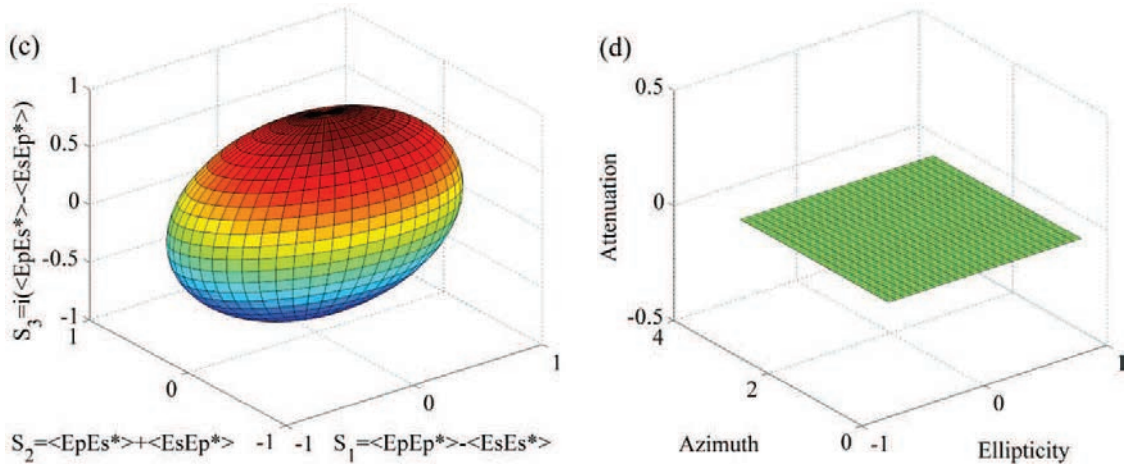 (c)
1
0.5
0
-0.5
-1
S3=i(<EpEs*>-<EsEp*>)
1
0
-1
S2=<EpEs*>+<EsEp*>
-1
0
1
S1=<EpEp*>-<EsEs*>
(d)
0.5
0
-0.5
Attenuation
4
2
0
Azimuth
-1
0
1
Ellipticity